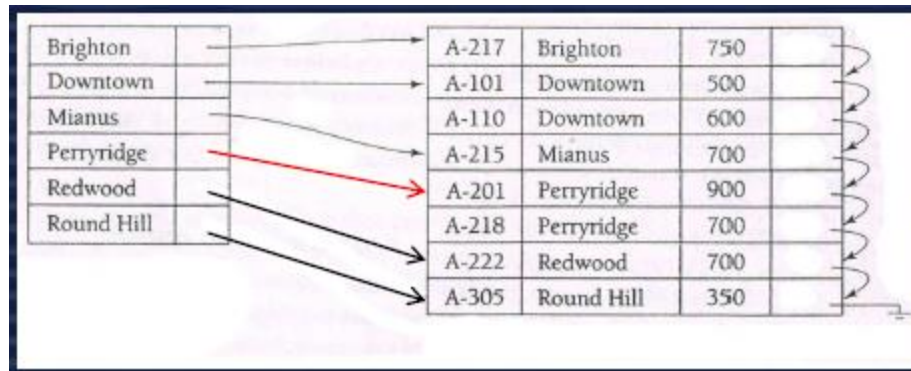 Brighton
Downtown
Mianus
Perryridge
Redwood
Round Hill
A-217 Brighton 750
A-101 Downtown 500
A-110 Downtown 600
A-215 Mianus 700
A-201 Perryridge 900
A-218 Perryridge 700
A-222 Redwood 700
A-305 Round Hill 350